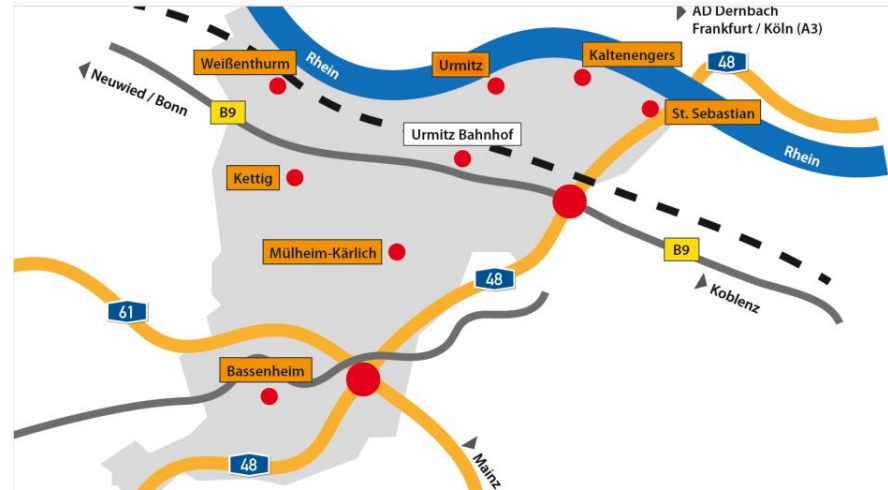 AD Dernbach
Frankfurt / Köln (A3)
48
Rhein
Weißenthurm
Urmitz
Kaltenengers
Neuwied / Bonn
B9
St. Sebastian
Urmitz Bahnhof
Rhein
Kettig
Mülheim-Kärlich
B9
48
Koblenz
61
Bassenheim
48
Mainz